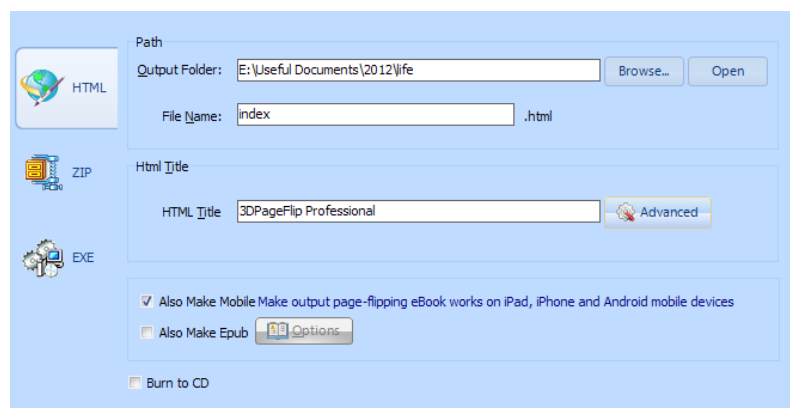 HTML
ZIP
EXE
Path
Output Folder: E:\Useful Documents\2012\life Browse... Open
File Name: index .html
Html Title
HTML Title 3DPageFlip Professional Advanced
Also Make Mobile Make output page-flipping eBook works on iPad, iPhone and Android mobile devices
Also Make Epub Options
Burn to CD